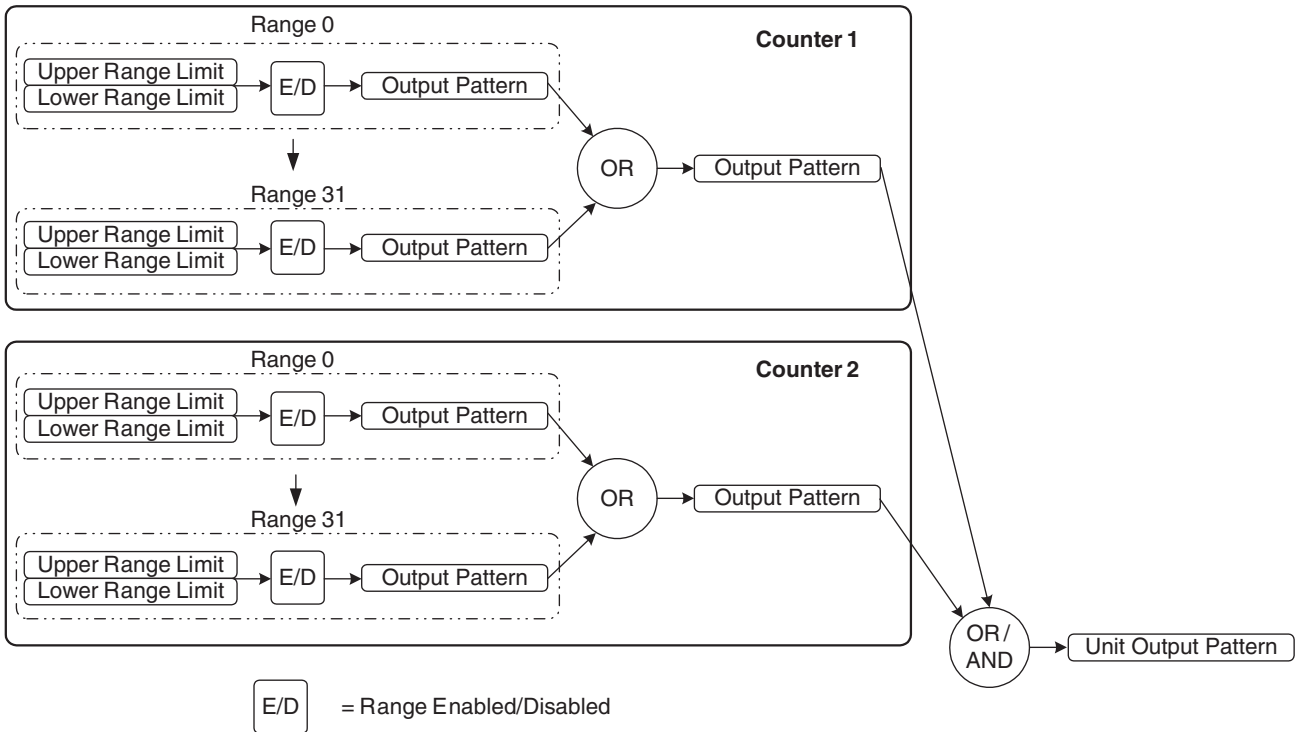 Range 0
Counter 1
Upper Range Limit
Lower Range Limit
E/D
Output Pattern
OR
Output Pattern
Range 31
Upper Range Limit
Lower Range Limit
E/D
Output Pattern
Range 0
Counter 2
Upper Range Limit
Lower Range Limit
E/D
Output Pattern
OR
Output Pattern
Range 31
Upper Range Limit
Lower Range Limit
E/D
Output Pattern
OR /
AND
Unit Output Pattern
E/D
= Range Enabled/Disabled